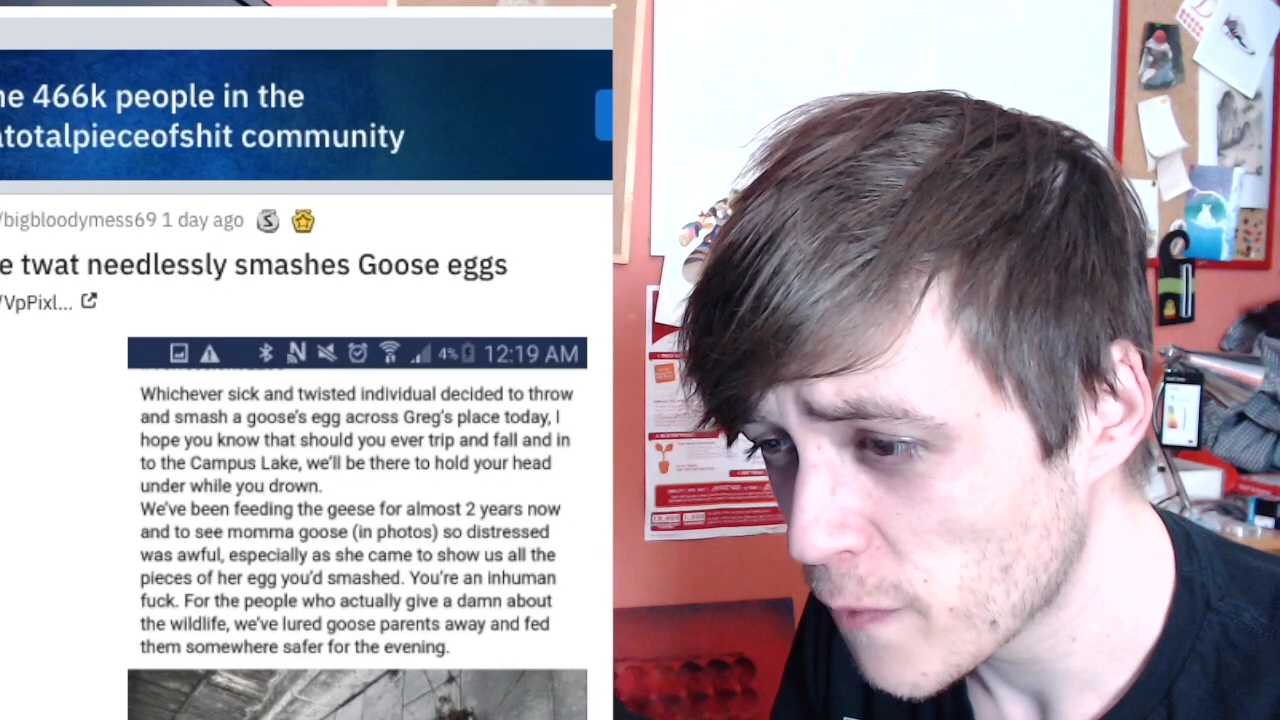 he 466k people in the
atotalpieceofshit community
/bigbloodymess69 1 day ago
e twat needlessly smashes Goose eggs
/VpPixl...
4% 12:19 AM
Whichever sick and twisted individual decided to throw
and smash a goose's egg across Greg's place today, I
hope you know that should you ever trip and fall and in
to the Campus Lake, we'll be there to hold your head
under while you drown.
We've been feeding the geese for almost 2 years now
and to see momma goose (in photos) so distressed
was awful, especially as she came to show us all the
pieces of her egg you'd smashed. You're an inhuman
fuck. For the people who actually give a damn about
the wildlife, we've lured goose parents away and fed
them somewhere safer for the evening.